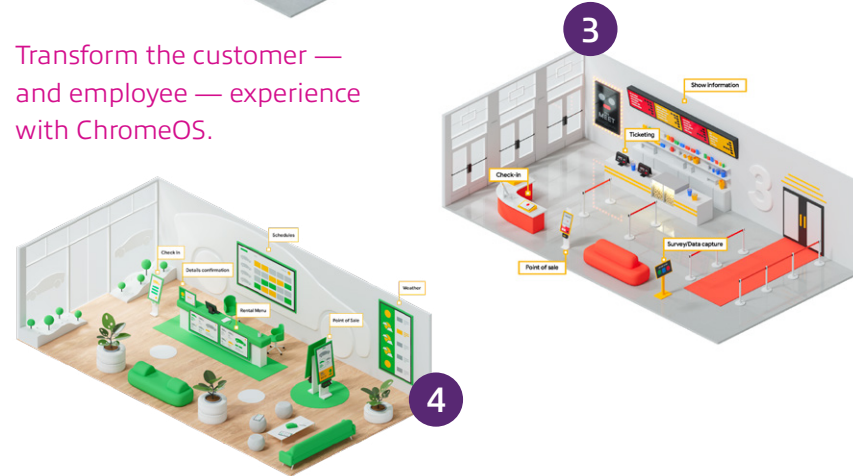 Transform the customer —
and employee — experience
with ChromeOS.
3
Show information
MEET
Ticketing
Check-in
3
Point of sale
Survey/Data capture
Schedules
Check in
Details confirmation
Weather
Rental Menu
Point of Sale
4